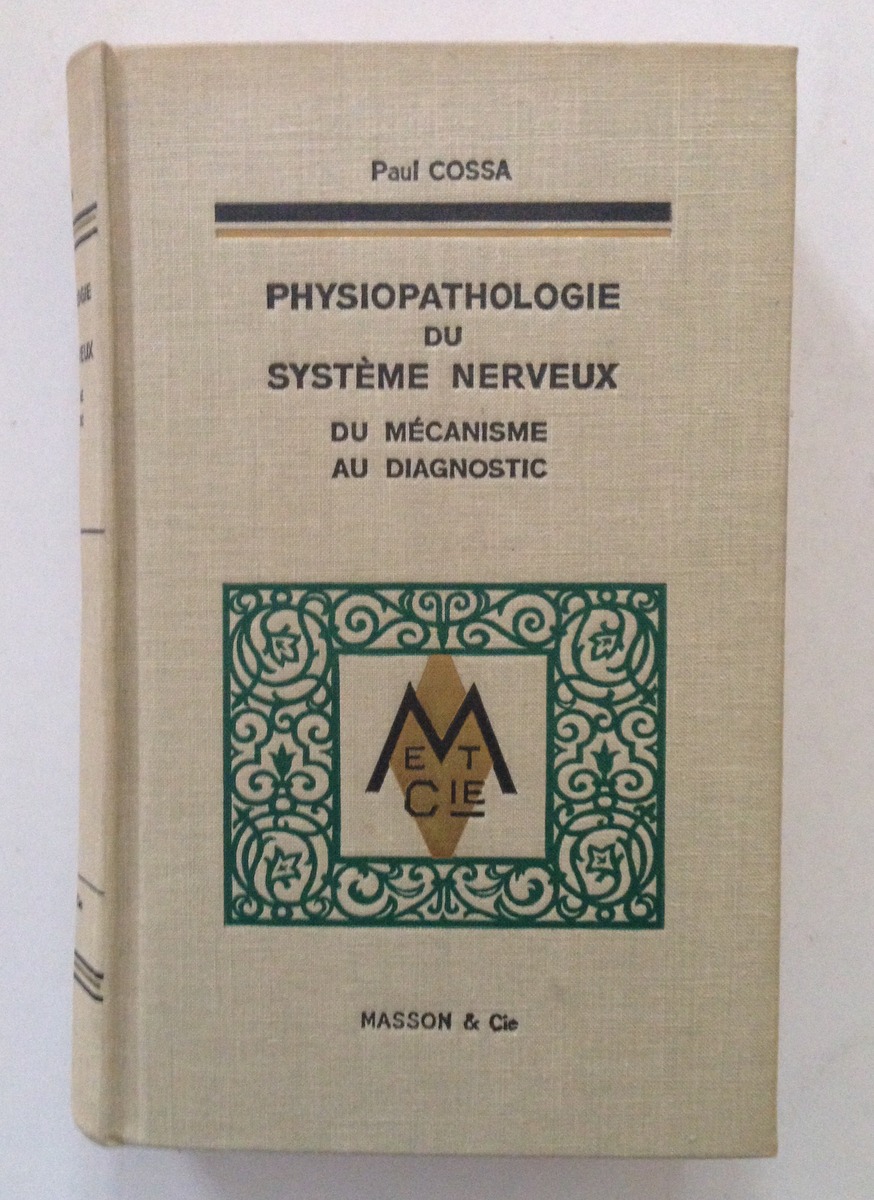 Paul COSSA
PHYSIOPATHOLOGIE
DU
SYSTÈME NERVEUX
DU MÉCANISME
AU DIAGNOSTIC
M
ET
CIE
MASSON & Cie